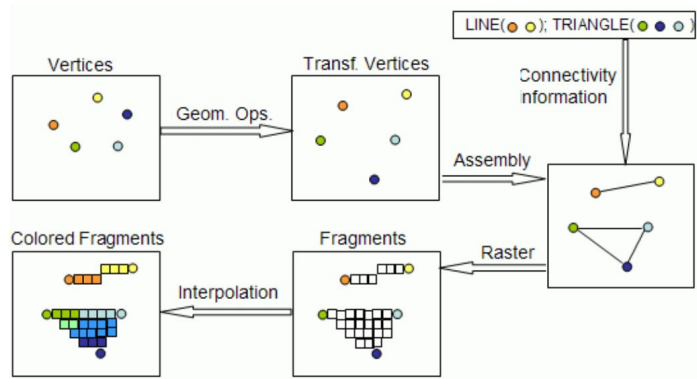 LINE( ); TRIANGLE( )
Vertices
Transf. Vertices
Connectivity
Information
Geom. Ops.
Assembly
Colored Fragments
Fragments
Raster
Interpolation